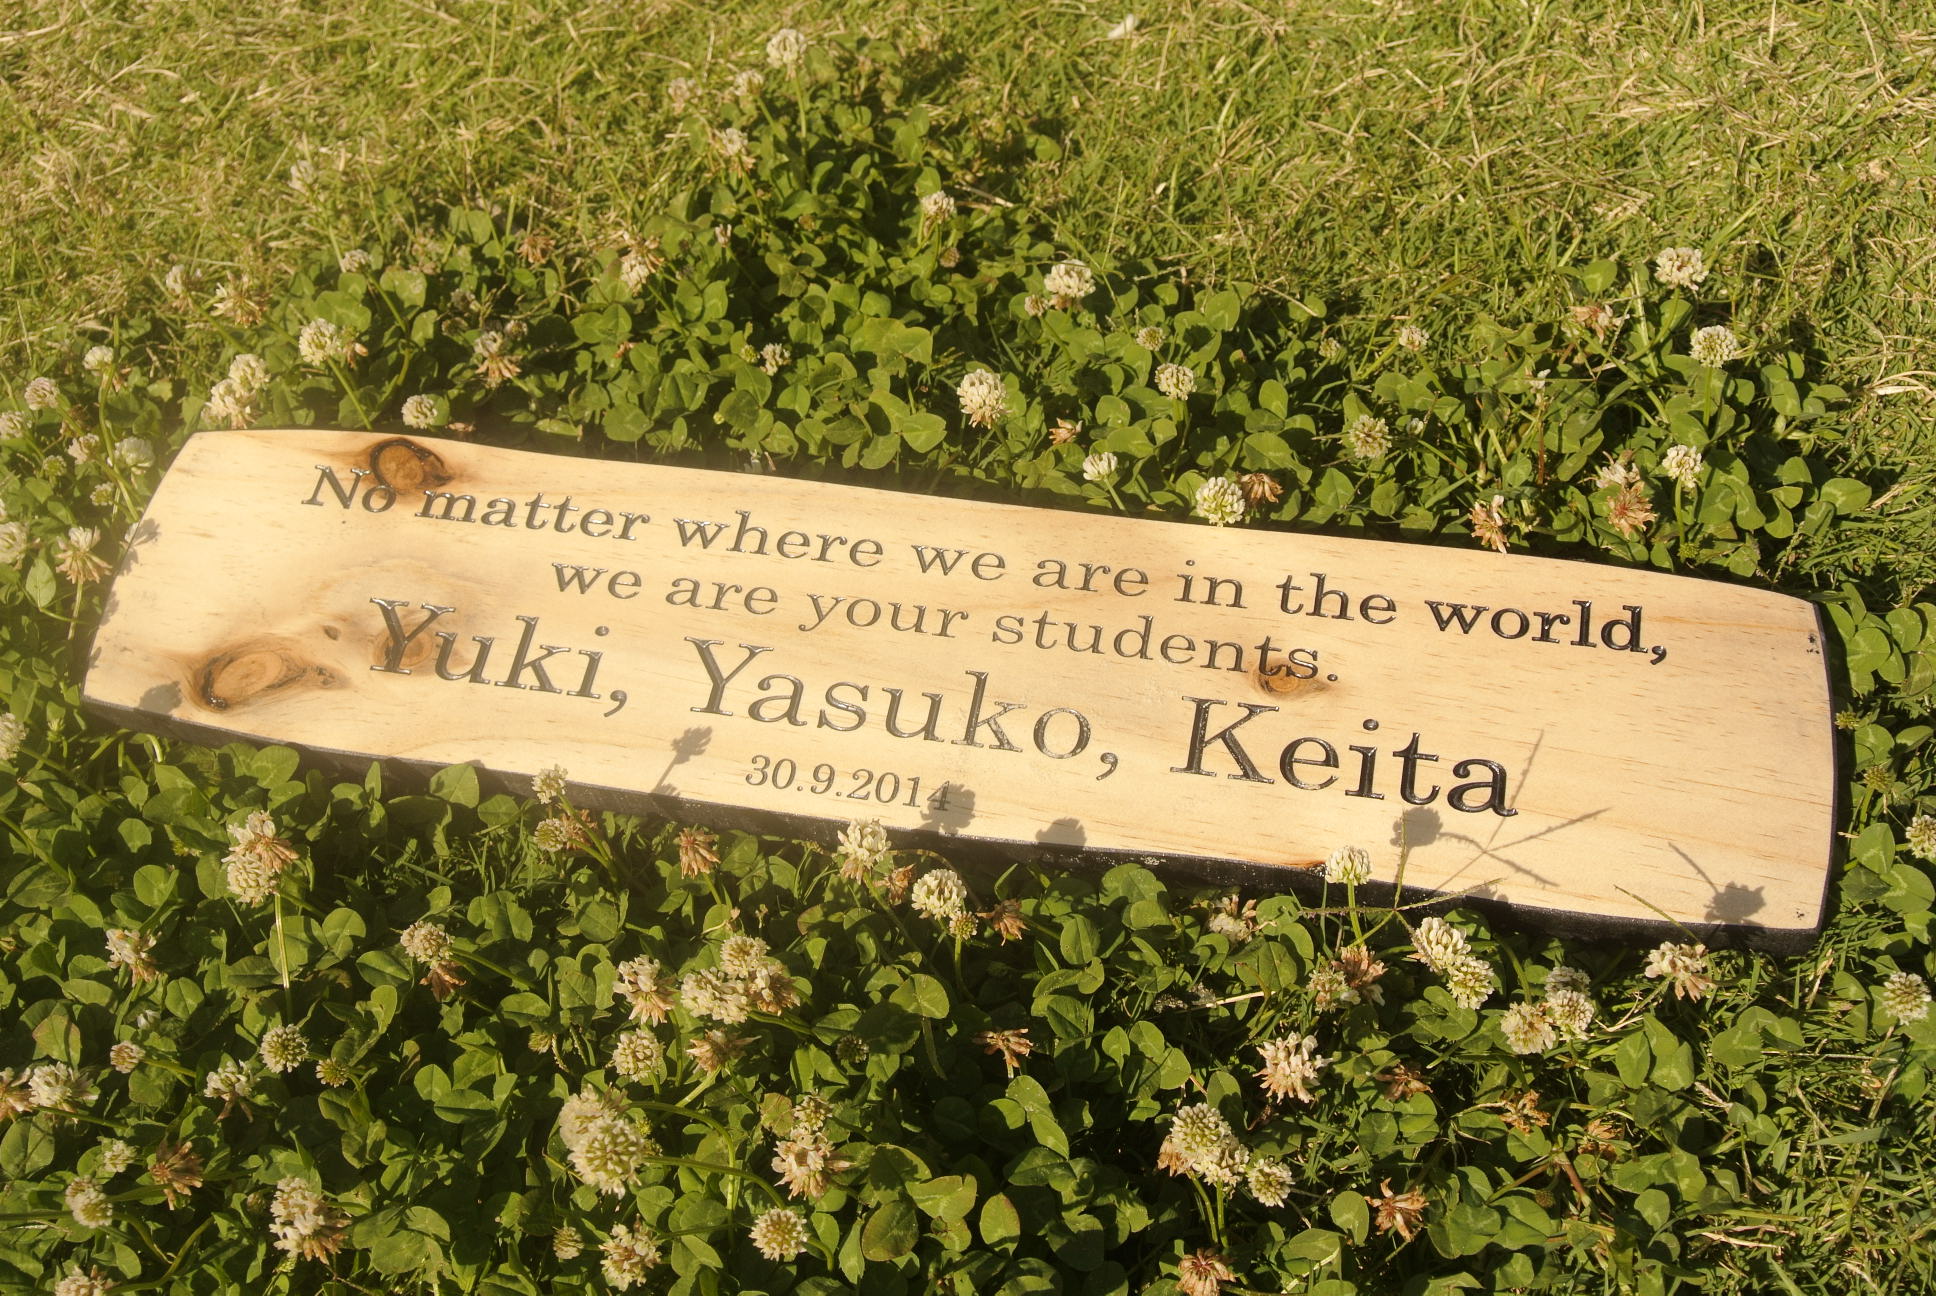 No matter where we are in the world,
we are your students.
Yuki, Yasuko, Keita
30.9.2014